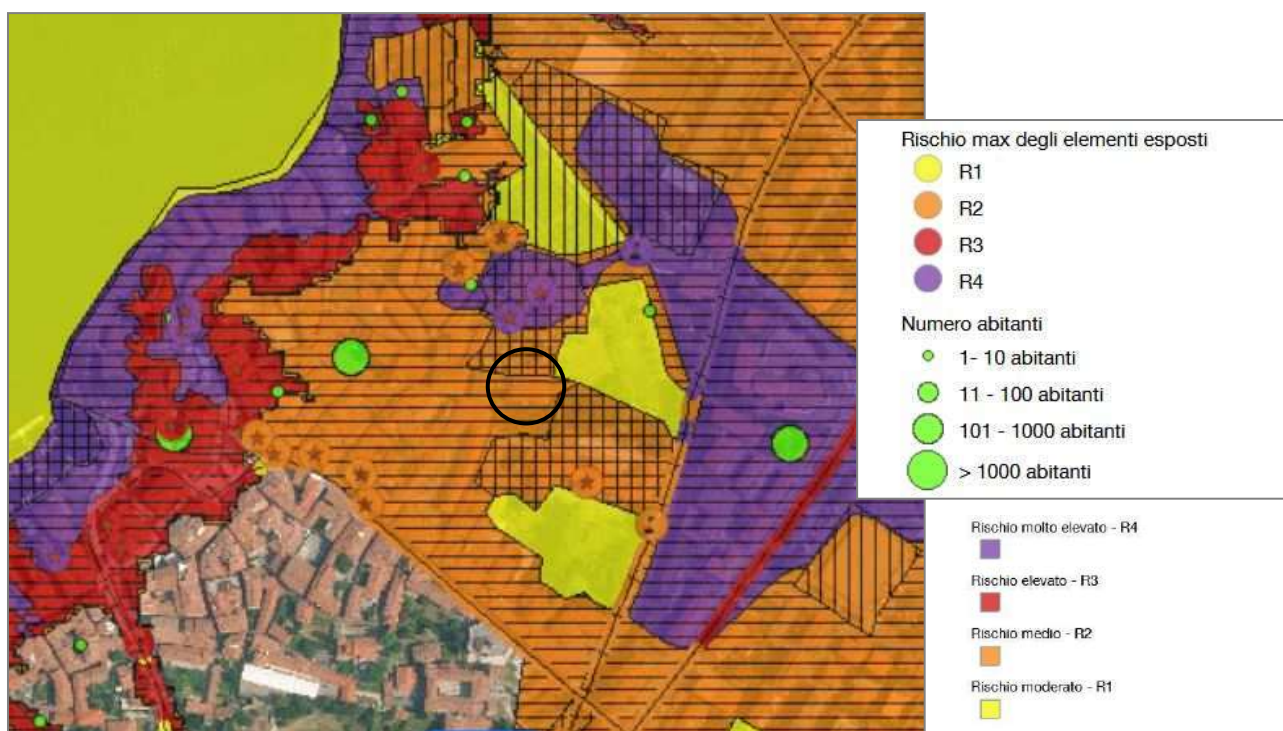 Rischio max degli elementi esposti
R1
R2
R3
R4
Numero abitanti
1- 10 abitanti
11 - 100 abitanti
101 - 1000 abitanti
> 1000 abitanti
Rischio molto elevato - R4
Rischio elevato - R3
Rischio medio - R2
Rischio moderato - R1